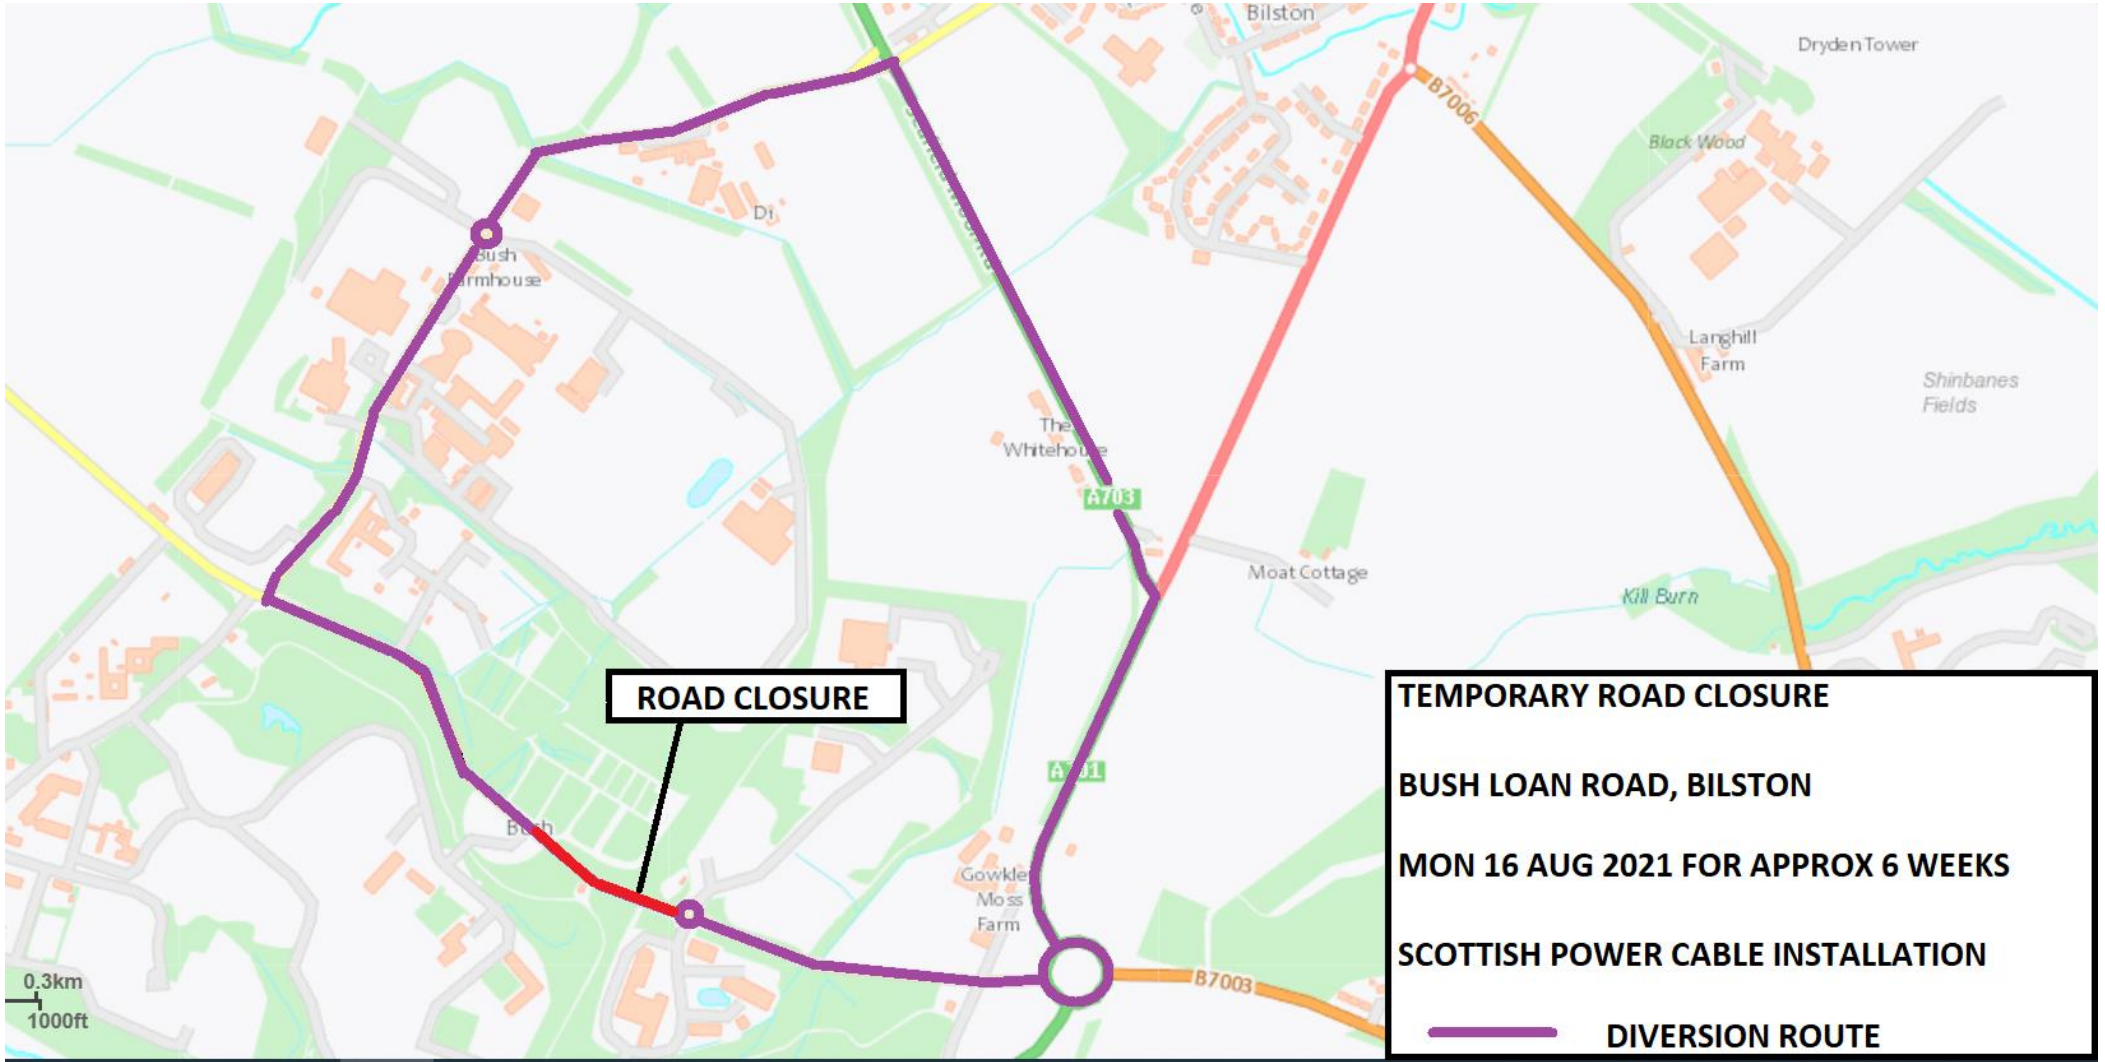 Bilston
Dryden Tower
B7006
Black Wood
Bush
Farmhouse
Langhill
Farm
Shinbanes
Fields
The
Whitehouse
A703
Moat Cottage
Kill Burn
ROAD CLOSURE
A701
Bush
Gowkley
Moss
Farm
B7003
0.3km
1000ft
TEMPORARY ROAD CLOSURE
BUSH LOAN ROAD, BILSTON
MON 16 AUG 2021 FOR APPROX 6 WEEKS
SCOTTISH POWER CABLE INSTALLATION
DIVERSION ROUTE